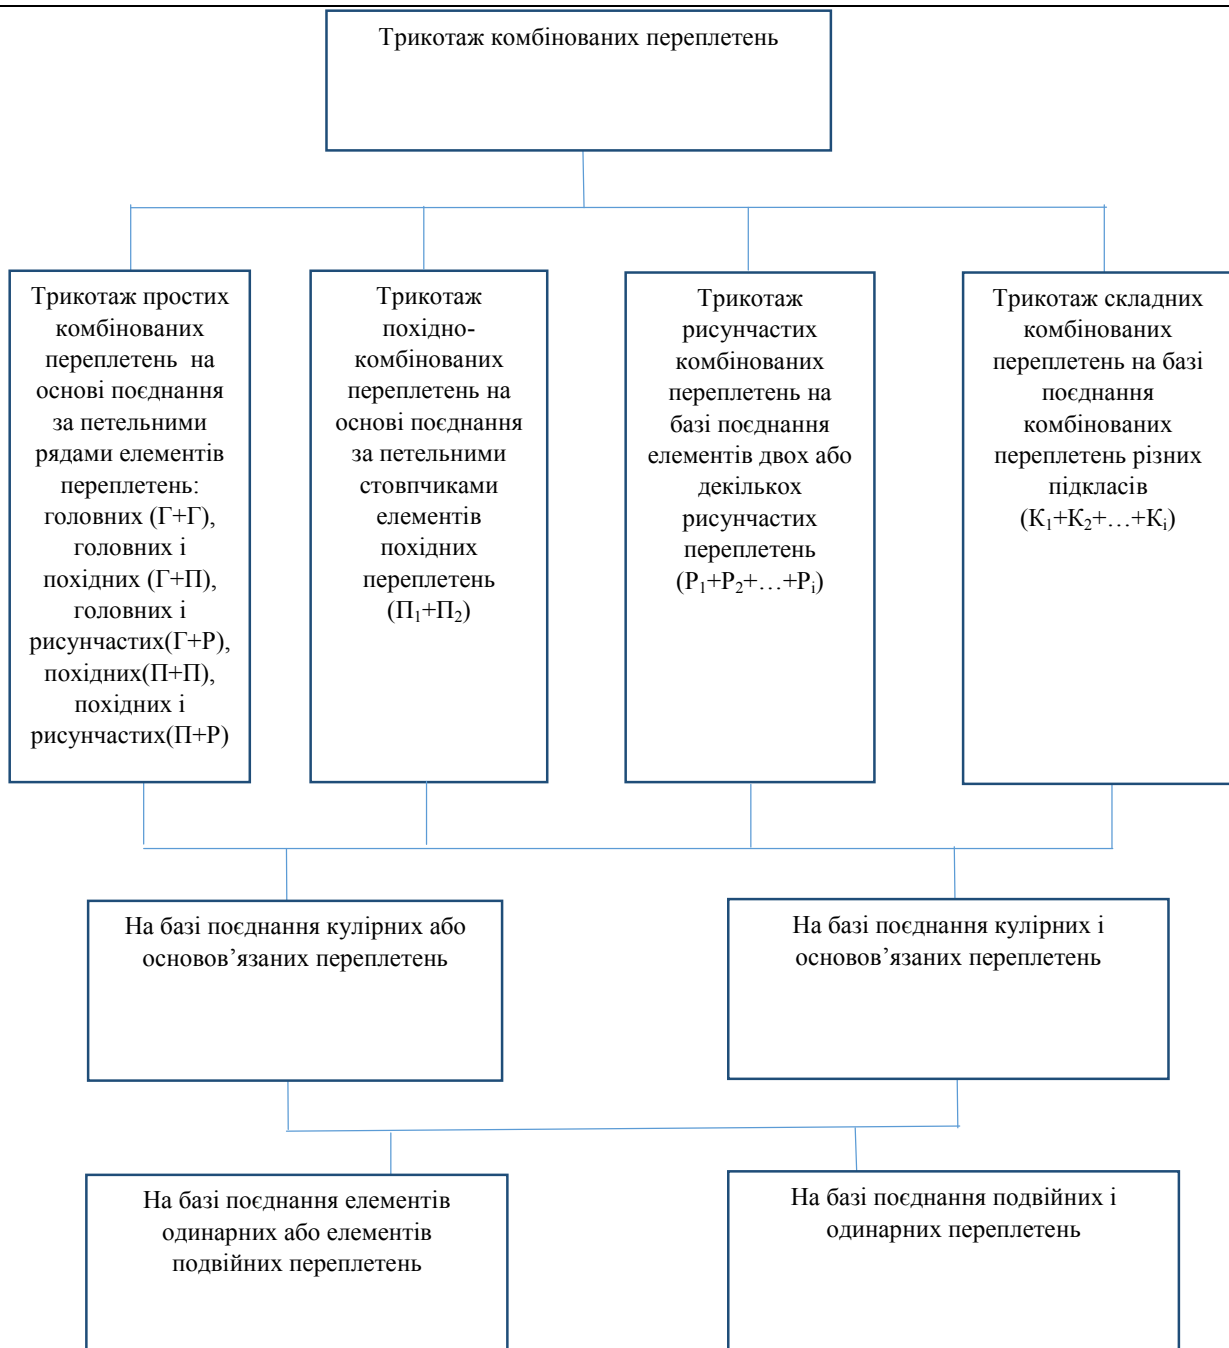 Трикотаж комбінованих переплетень
Трикотаж простих
комбінованих
переплетень на
основі поєднання
за петельними
рядами елементів
переплетень:
головних (Г+Г),
головних і
похідних (Г+П),
головних і
рисунчастих(Г+Р),
похідних(П+П),
похідних і
рисунчастих(П+Р)
Трикотаж
похідно-
комбінованих
переплетень на
основі поєднання
за петельними
стовпчиками
елементів
похідних
переплетень
(П₁+П₂)
Трикотаж
рисунчастих
комбінованих
переплетень на
базі поєднання
елементів двох або
декількох
рисунчастих
переплетень
(Р₁+Р₂+…+Рᵢ)
Трикотаж складних
комбінованих
переплетень на базі
поєднання
комбінованих
переплетень різних
підкласів
(К₁+К₂+…+Кᵢ)
На базі поєднання кулірних або
основов’язаних переплетень
На базі поєднання кулірних і
основов’язаних переплетень
На базі поєднання елементів
одинарних або елементів
подвійних переплетень
На базі поєднання подвійних і
одинарних переплетень